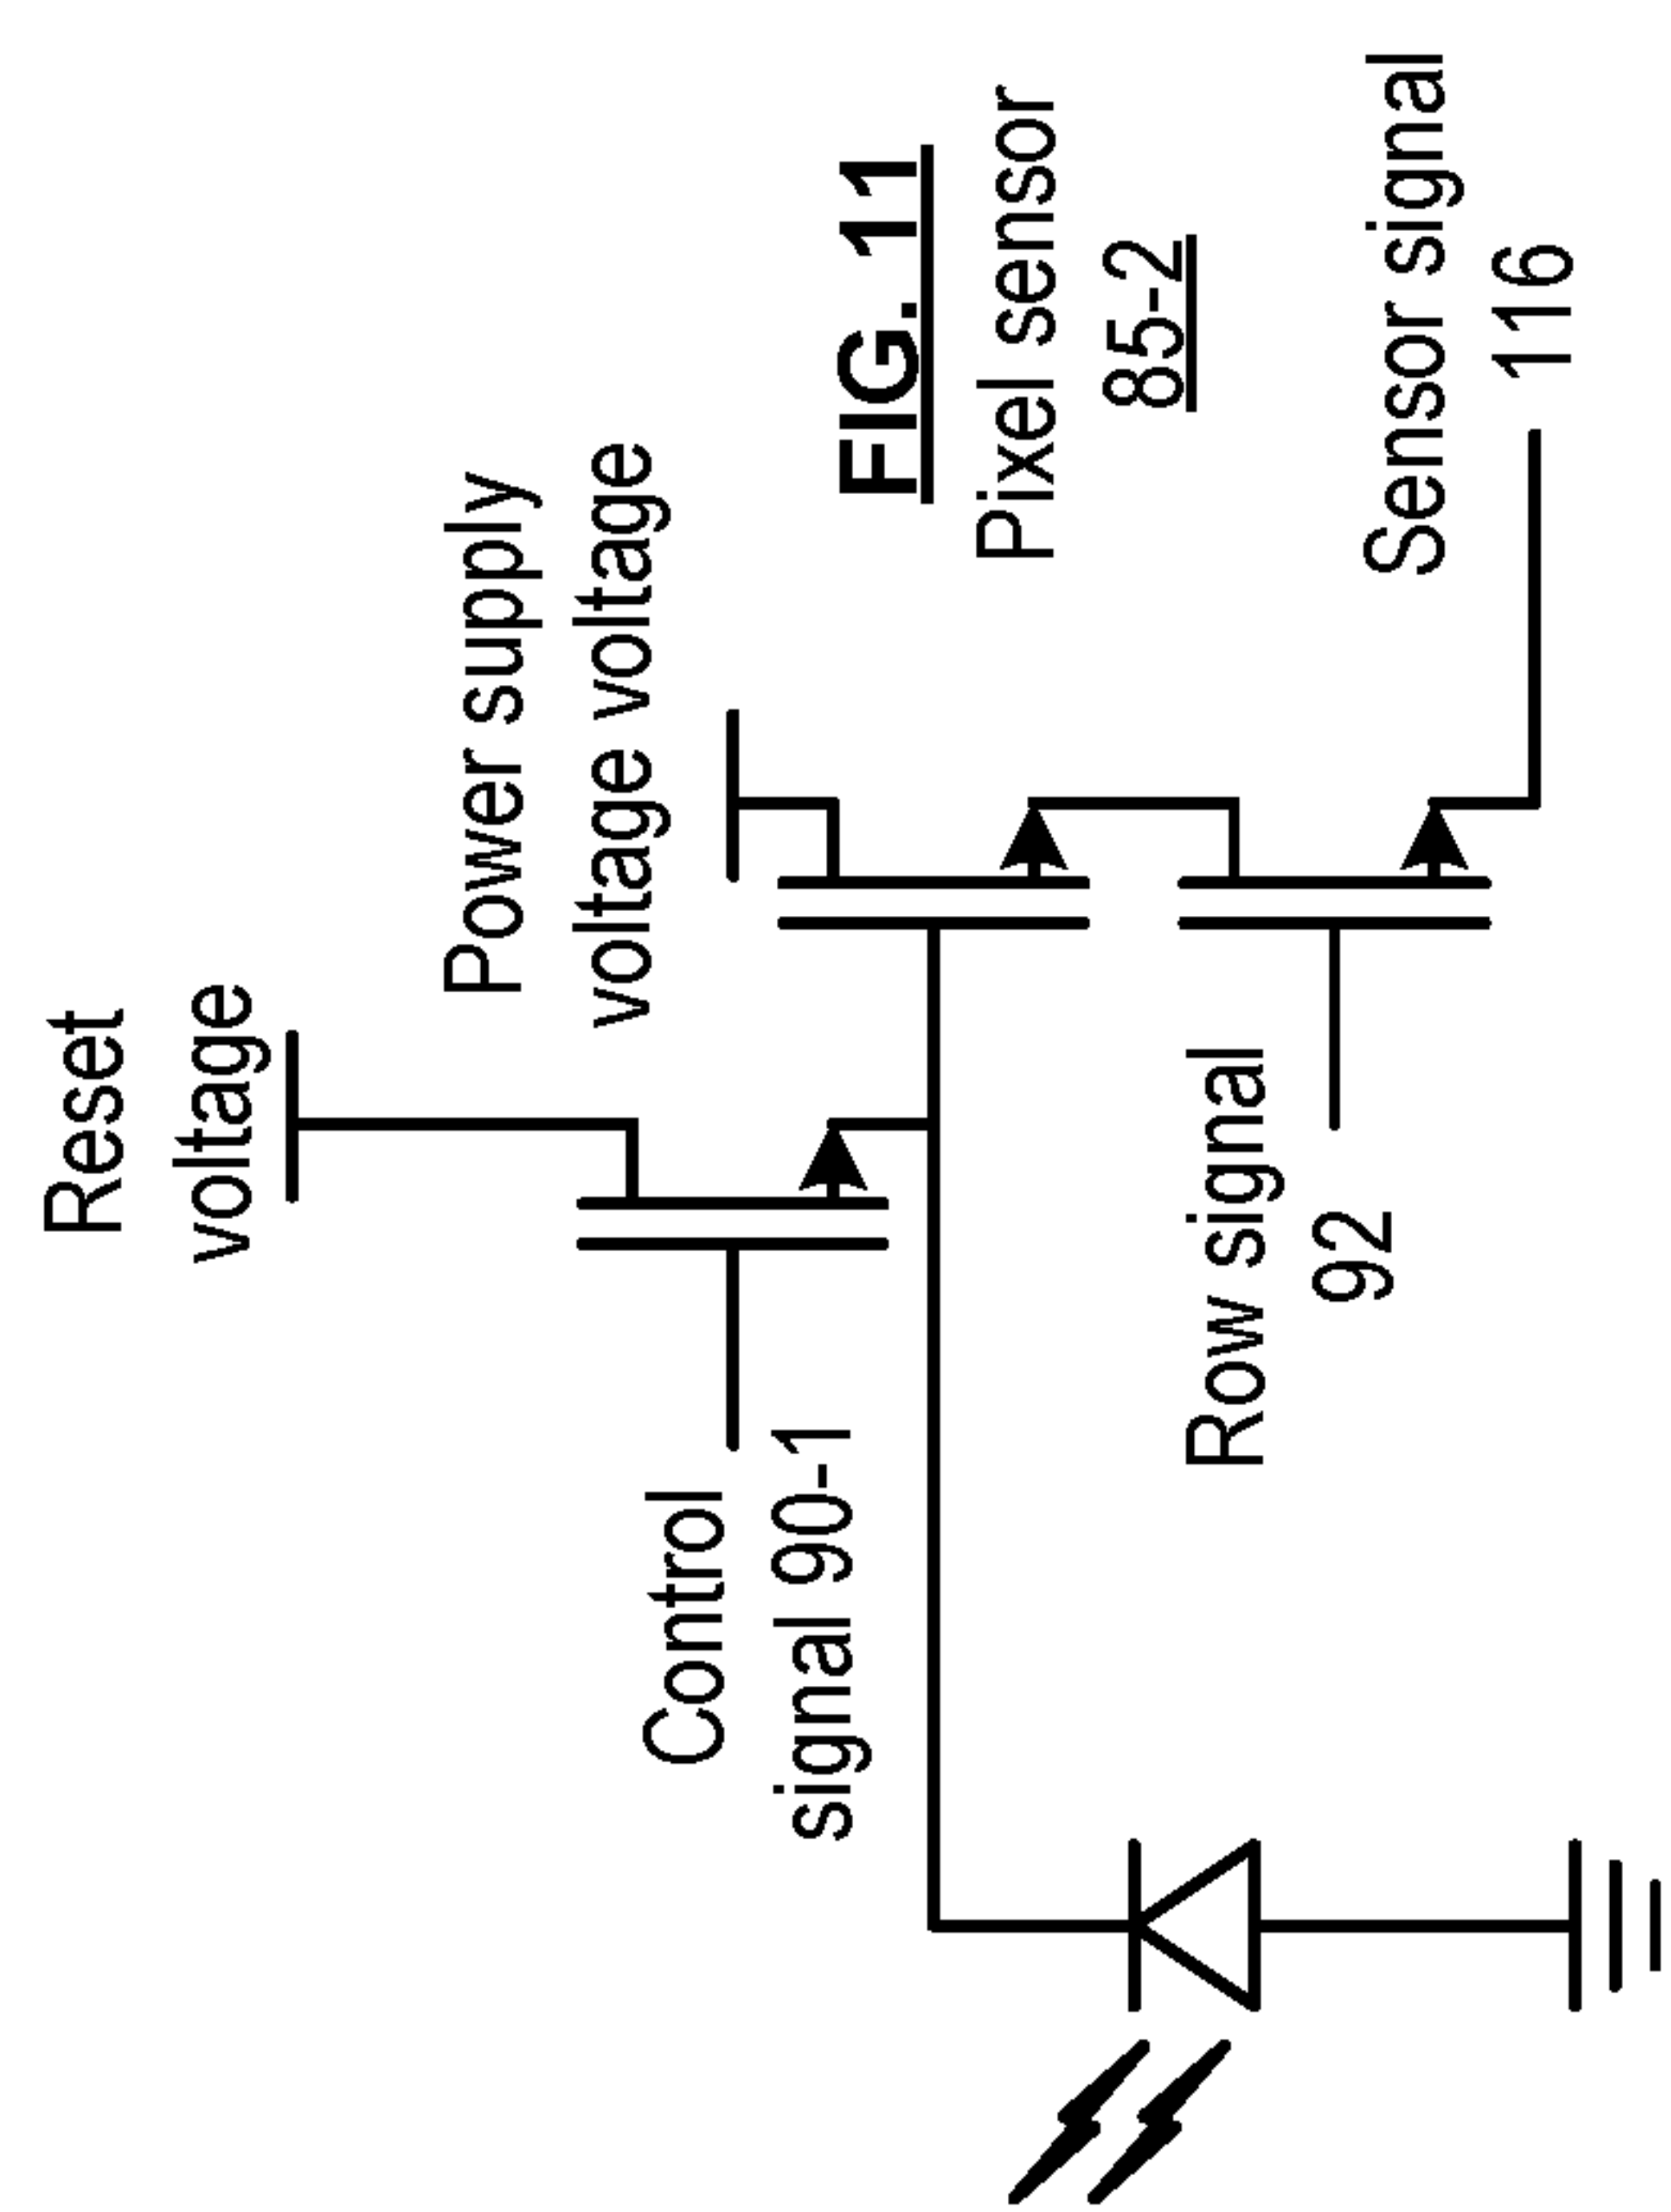 Reset
voltage
Power supply
voltage voltage
Control
signal 90-1
FIG. 11
Pixel sensor
85-2
Row signal
92
Sensor signal
116